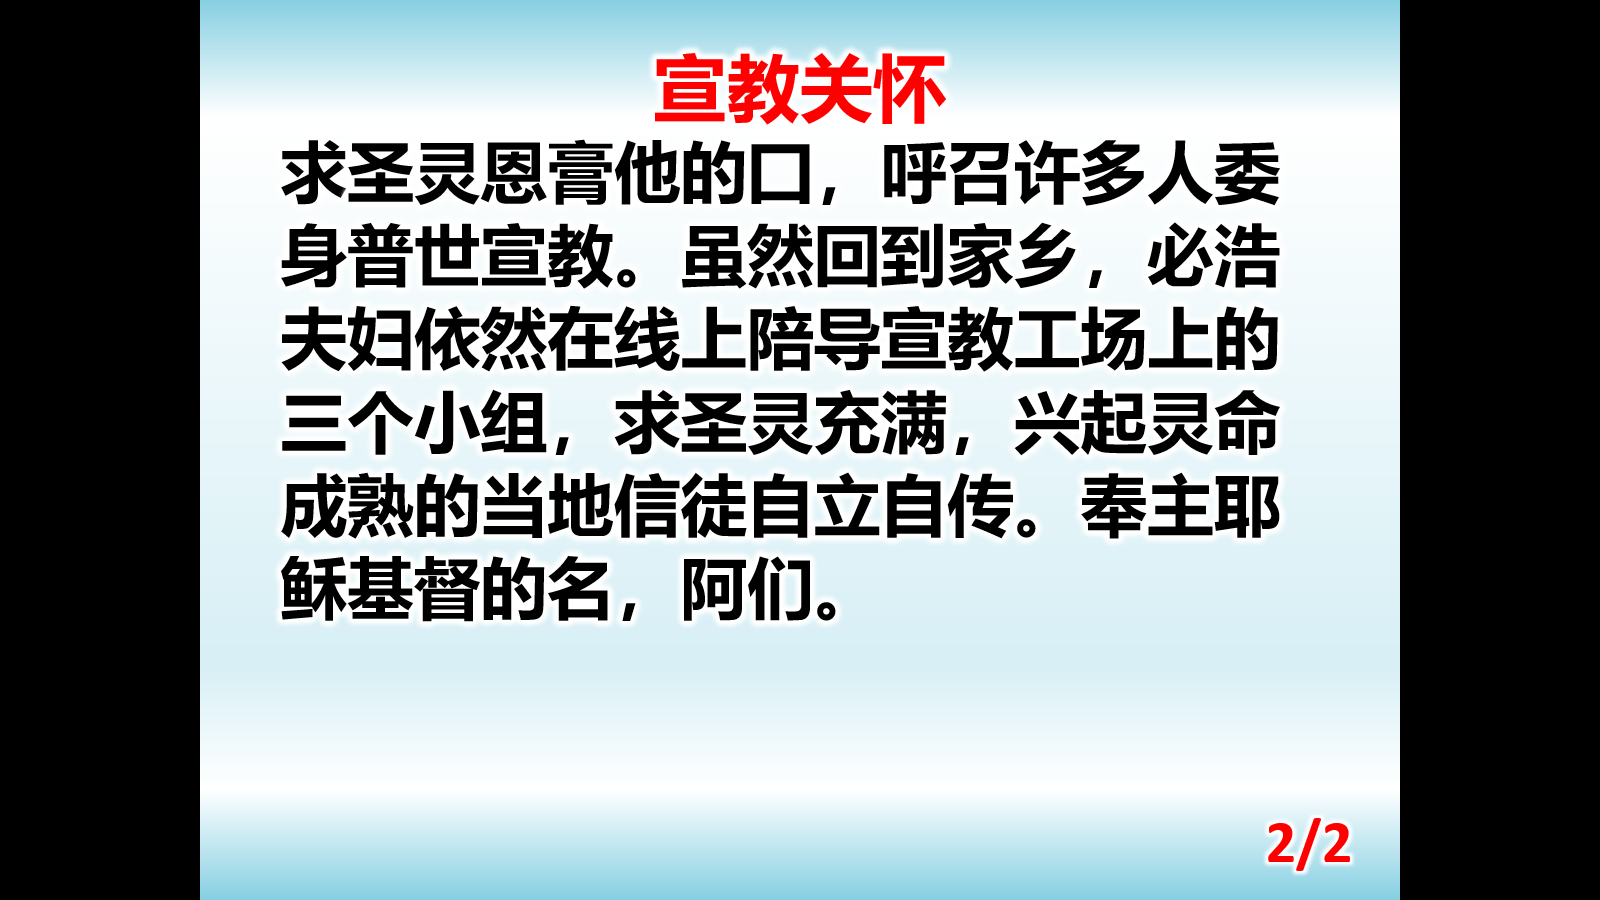 宣教关怀
求圣灵恩膏他的口，呼召许多人委
身普世宣教。虽然回到家乡，必浩
夫妇依然在线上陪导宣教工场上的
三个小组，求圣灵充满，兴起灵命
成熟的当地信徒自立自传。奉主耶
稣基督的名，阿们。
2/2